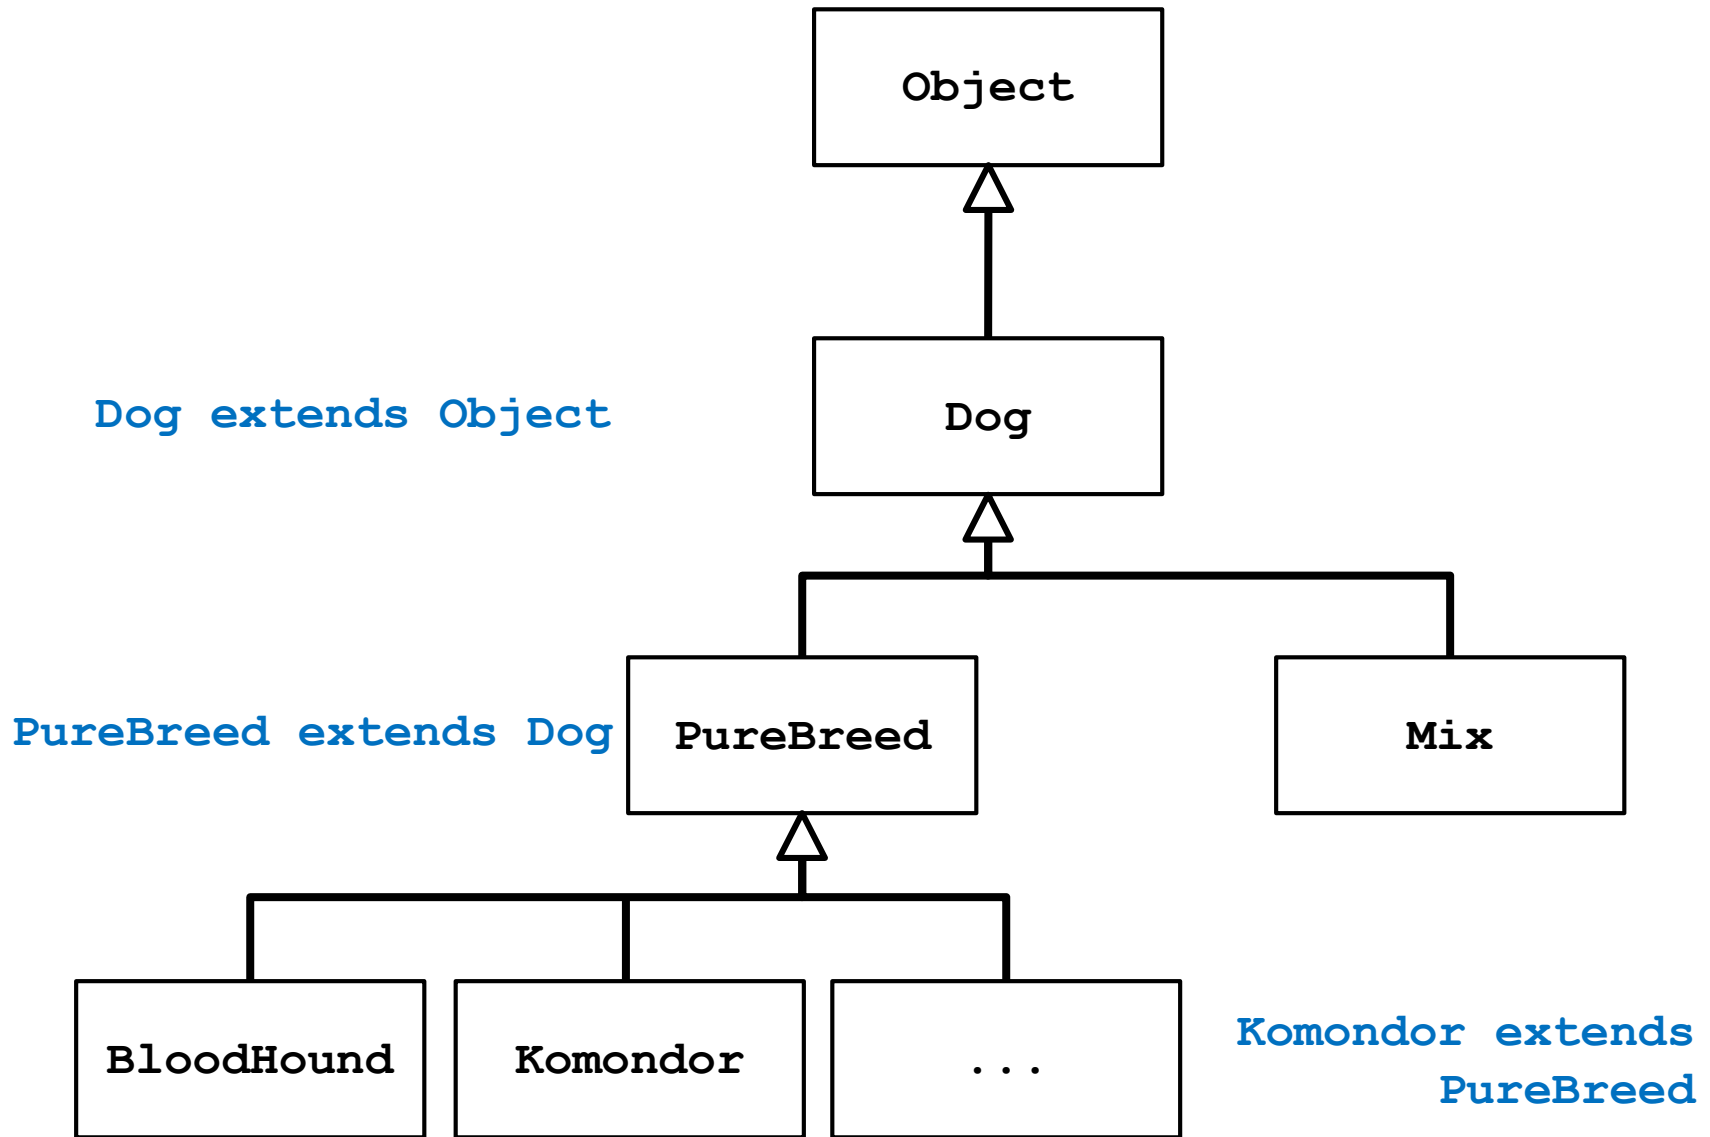 Object
Dog extends Object
Dog
PureBreed extends Dog
PureBreed
Mix
BloodHound
Komondor
...
Komondor extends
PureBreed